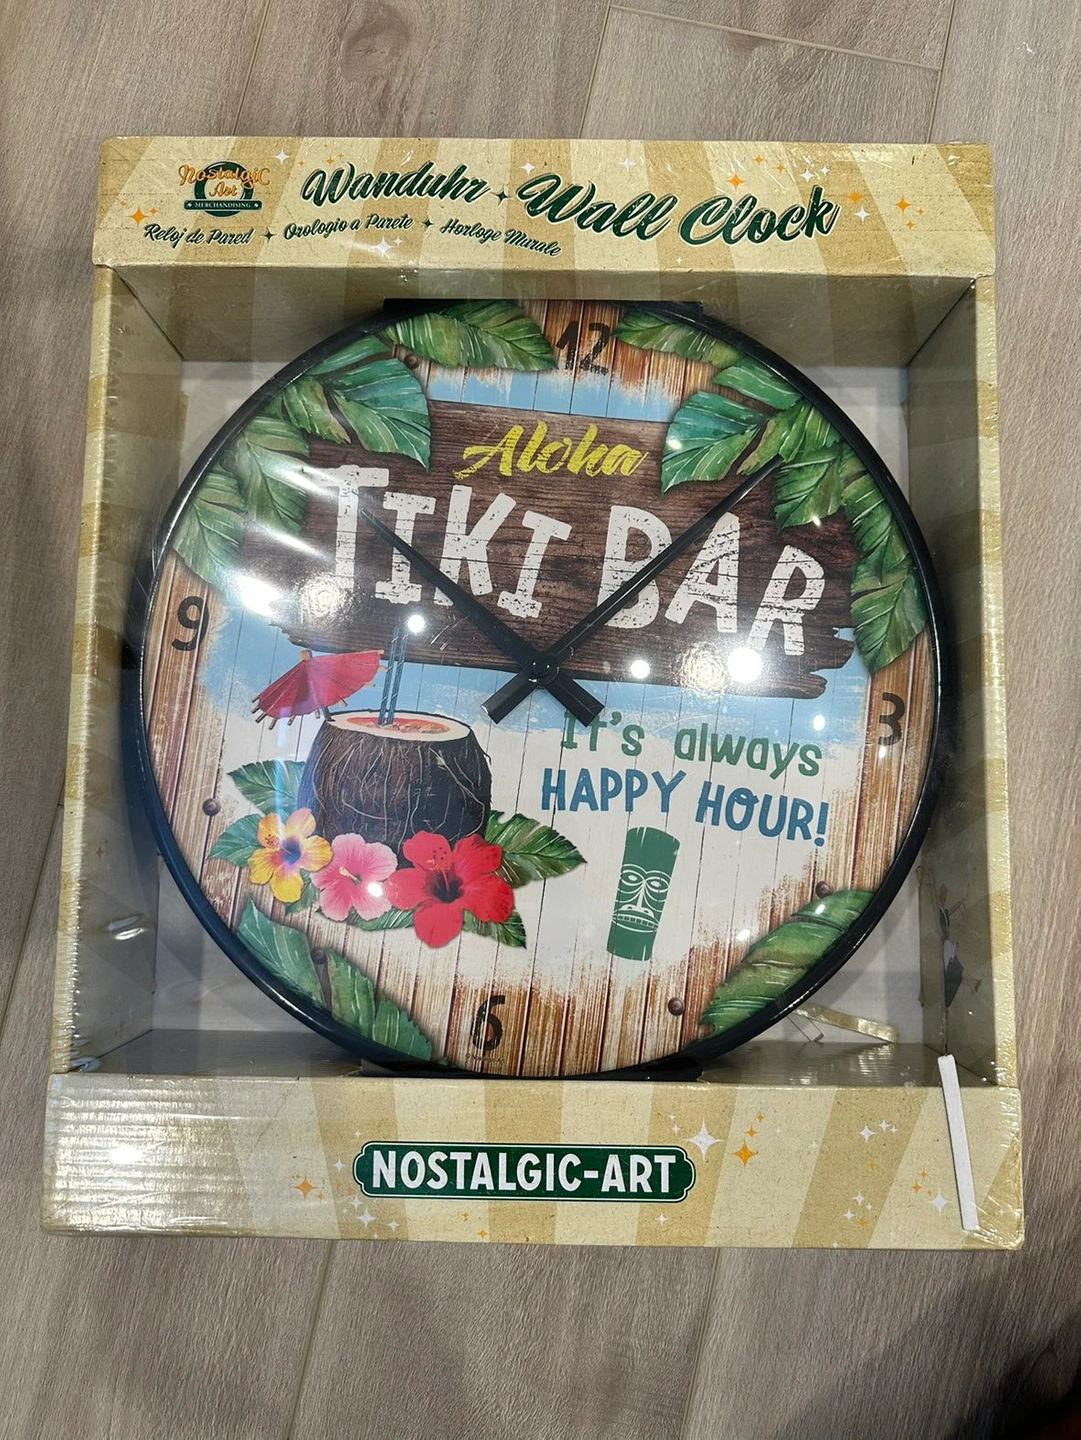 Nostalgic
Art
MERCHANDISING
Wanduhr Wall Clock
Reloj de Pared Orologio a Parete Horloge Murale
12
Aloha
TIKI BAR
9
3
It's always
HAPPY HOUR!
6
NOSTALGIC-ART